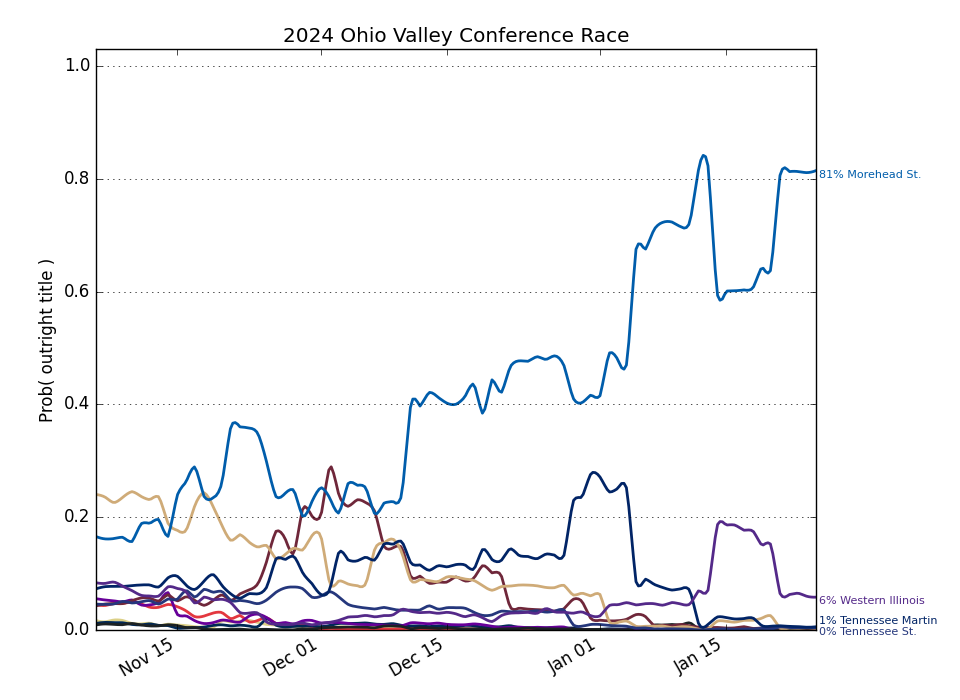 2024 Ohio Valley Conference Race
Prob( outright title )
1.0
0.8
0.6
0.4
0.2
0.0
Nov 15
Dec 01
Dec 15
Jan 01
Jan 15
81% Morehead St.
6% Western Illinois
1% Tennessee Martin
0% Tennessee St.